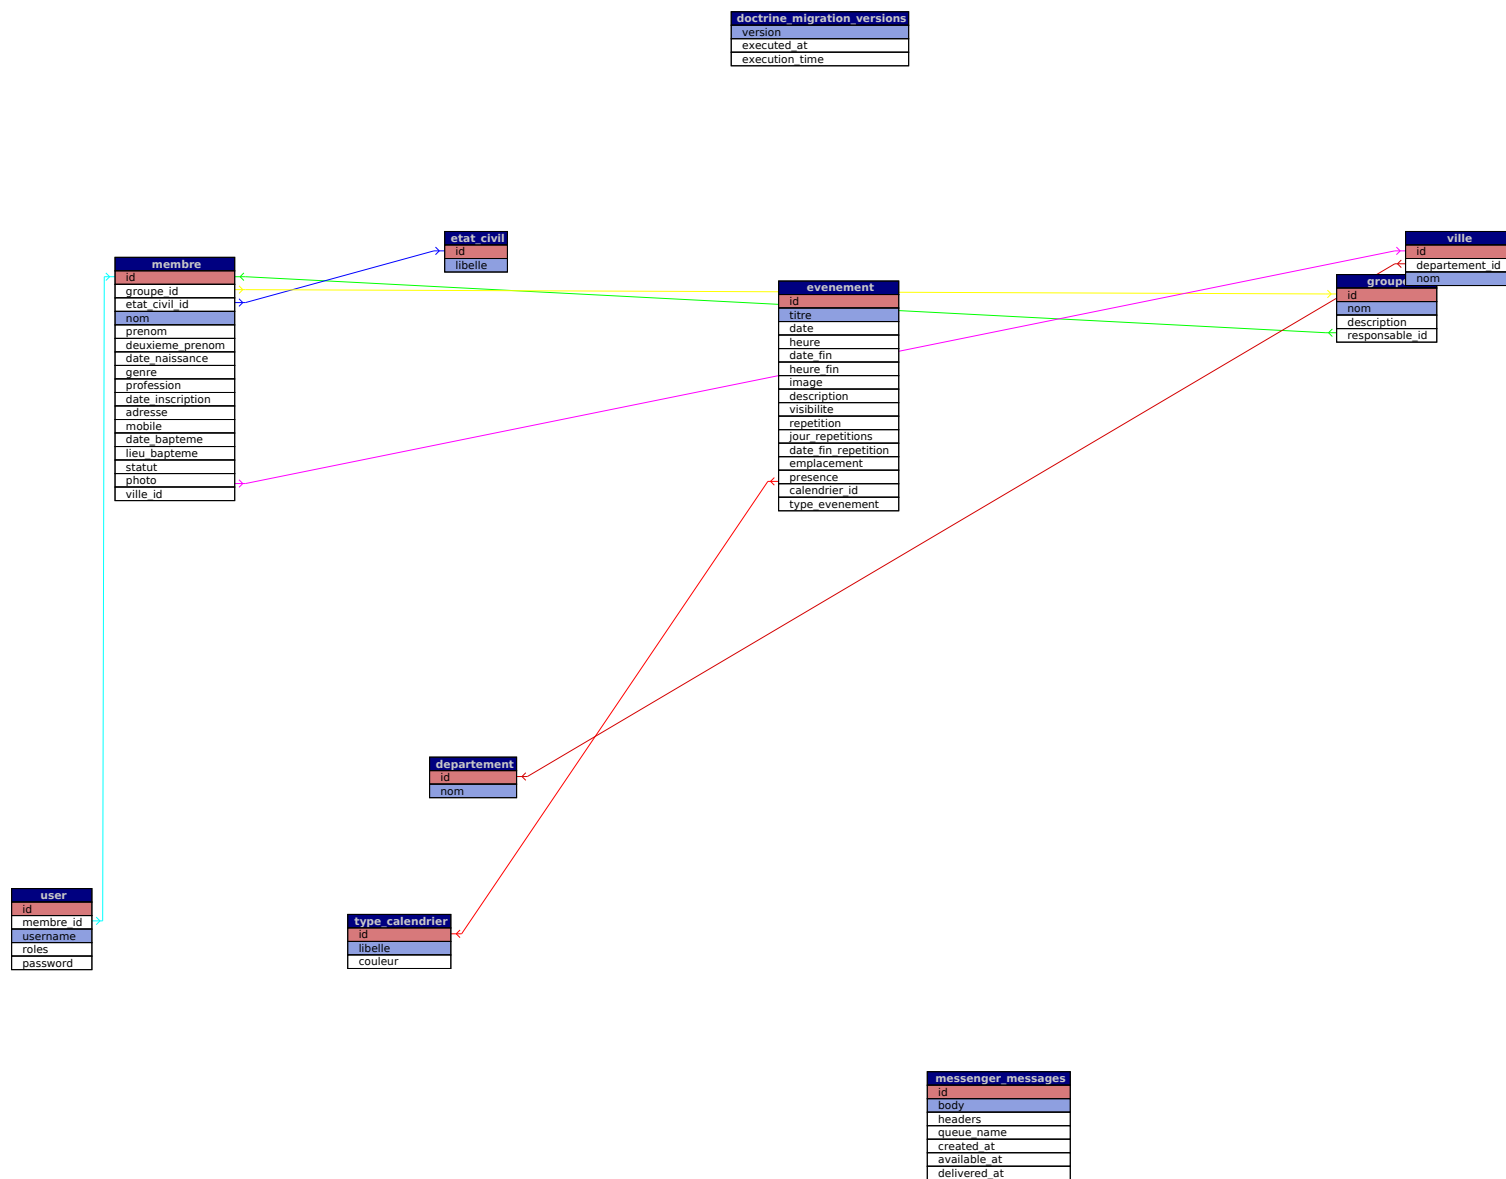 doctrine_migration_versions
version
executed_at
execution_time
etat_civil
id
libelle
ville
id
departement_id
nom
membre
id
groupe_id
etat_civil_id
nom
prenom
deuxieme_prenom
date_naissance
genre
profession
date_inscription
adresse
mobile
date_bapteme
lieu_bapteme
statut
photo
ville_id
evenement
id
titre
date
heure
date_fin
heure_fin
image
description
visibilite
repetition
jour_repetitions
date_fin_repetition
emplacement
presence
calendrier_id
type_evenement
id
nom
description
responsable_id
departement
id
nom
user
id
membre_id
username
roles
password
type_calendrier
id
libelle
couleur
messenger_messages
id
body
headers
queue_name
created_at
available_at
delivered_at